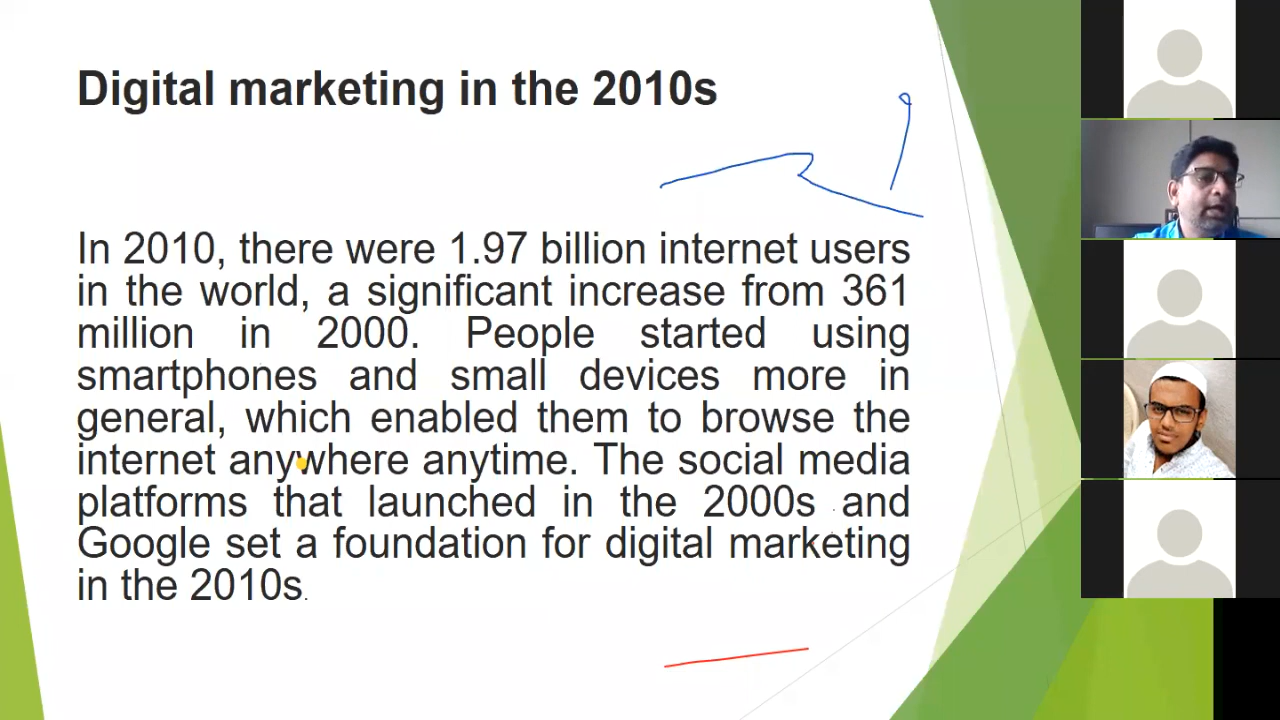 Digital marketing in the 2010s
In 2010, there were 1.97 billion internet users
in the world, a significant increase from 361
million in 2000. People started using
smartphones and small devices more in
general, which enabled them to browse the
internet anywhere anytime. The social media
platforms that launched in the 2000s and
Google set a foundation for digital marketing
in the 2010s.